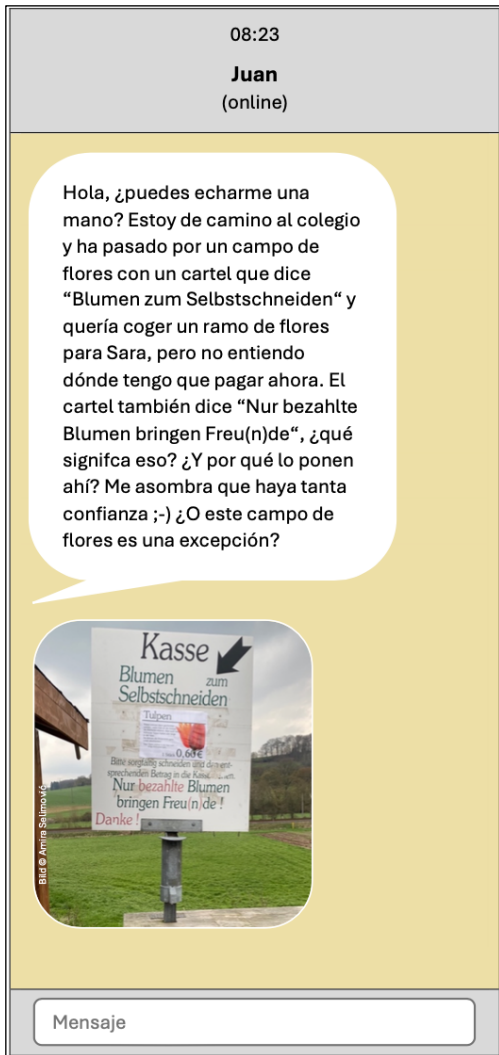 08:23
Juan
(online)
Hola, ¿puedes echarme una
mano? Estoy de camino al colegio
y ha pasado por un campo de
flores con un cartel que dice
“Blumen zum Selbstschneiden“ y
quería coger un ramo de flores
para Sara, pero no entiendo
dónde tengo que pagar ahora. El
cartel también dice “Nur bezahlte
Blumen bringen Freu(n)de“, ¿qué
signifca eso? ¿Y por qué lo ponen
ahí? Me asombra que haya tanta
confianza ;-) ¿O este campo de
flores es una excepción?
Kasse
Blumen zum
Selbstschneiden
Tulpen
0,60€
Bitte sorgfältig schneiden und den ent-
sprechenden Betrag in die
Nur bezahlte Blumen
bringen Freu(n)de !
Danke !
Bild © Amira Selimović
Mensaje